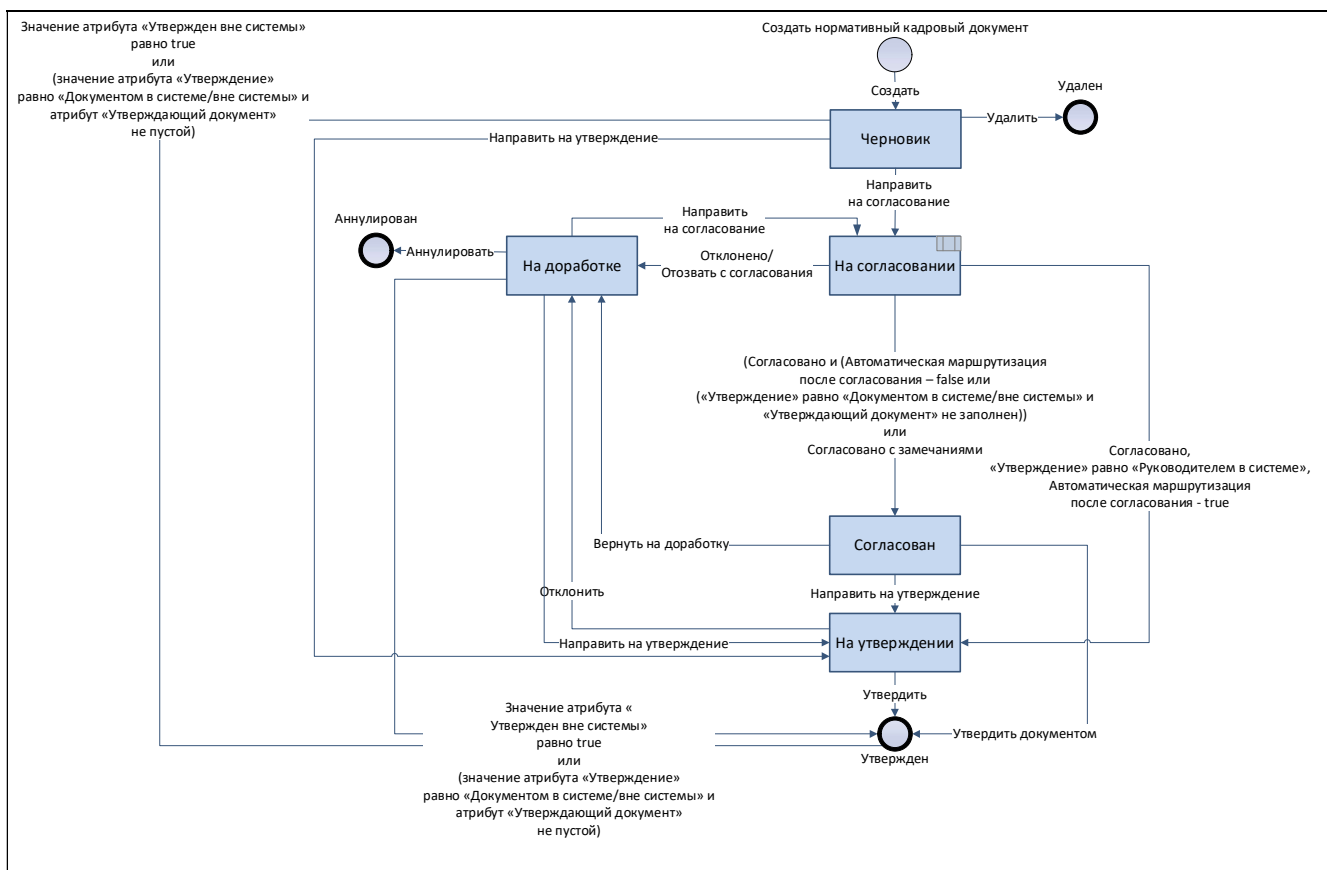 Значение атрибута «Утвержден вне системы»
равно true
или
(значение атрибута «Утверждение»
равно «Документом в системе/вне системы» и
атрибут «Утверждающий документ»
не пустой)
Создать нормативный кадровый документ
Создать
Удален
Удалить
Черновик
Направить на утверждение
Направить
на согласование
Аннулирован
Аннулировать
Направить
на согласование
На доработке
Отклонено/
Отозвать с согласования
На согласовании
(Согласовано и (Автоматическая маршрутизация
после согласования – false или
(«Утверждение» равно «Документом в системе/вне системы» и
«Утверждающий документ» не заполнен))
или
Согласовано с замечаниями
Согласовано,
«Утверждение» равно «Руководителем в системе»,
Автоматическая маршрутизация
после согласования - true
Вернуть на доработку
Согласован
Отклонить
Направить на утверждение
Направить на утверждение
На утверждении
Утвердить
Значение атрибута «
Утвержден вне системы»
равно true
или
(значение атрибута «Утверждение»
равно «Документом в системе/вне системы» и
атрибут «Утверждающий документ»
не пустой)
Утвердить документом
Утвержден